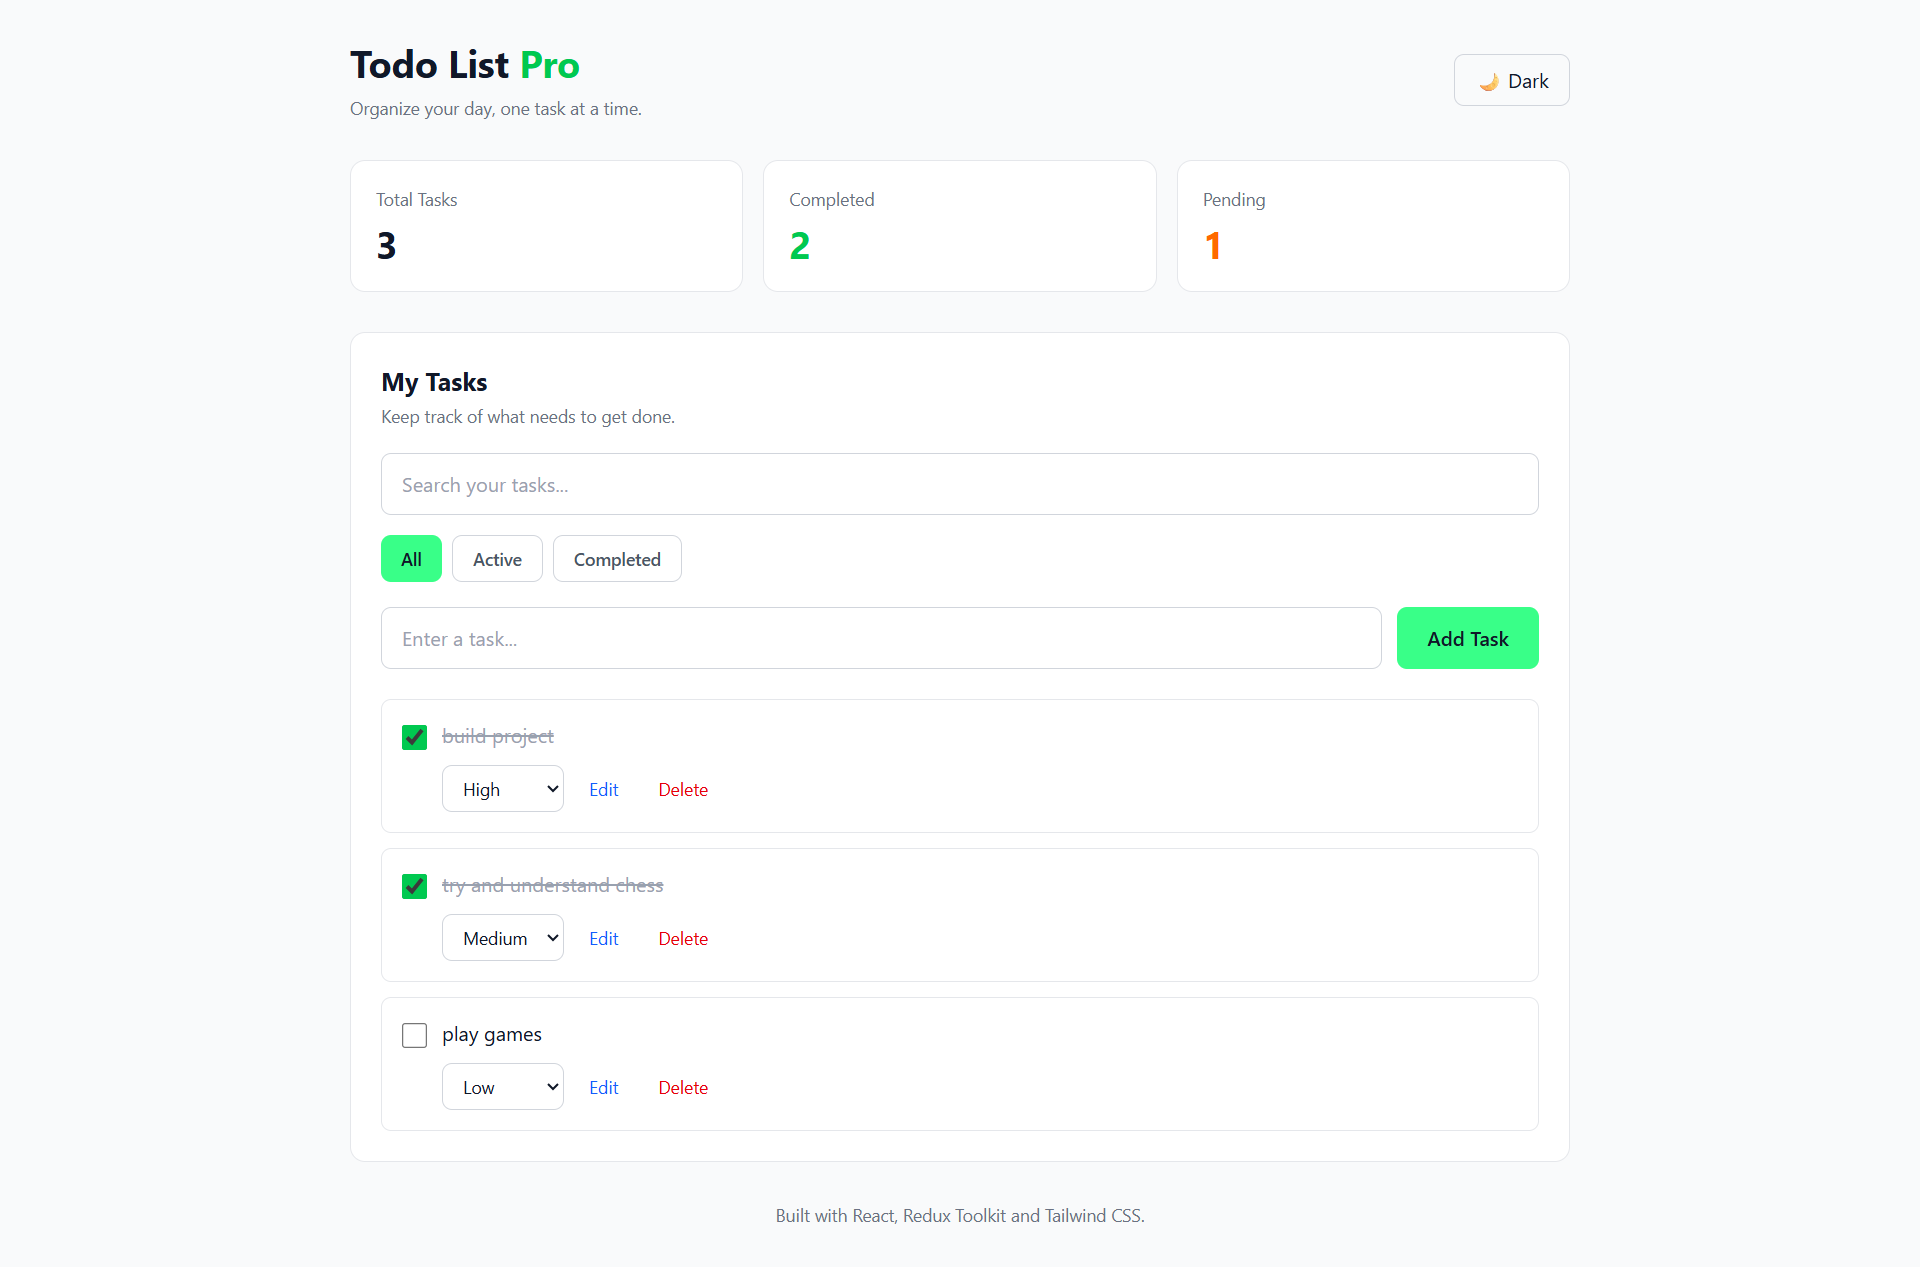 Todo List Pro
Organize your day, one task at a time.
🌙 Dark
Total Tasks
3
Completed
2
Pending
1
My Tasks
Keep track of what needs to get done.
Search your tasks...
All
Active
Completed
Enter a task...
Add Task
build project
High
Edit
Delete
try and understand chess
Medium
Edit
Delete
play games
Low
Edit
Delete
Built with React, Redux Toolkit and Tailwind CSS.